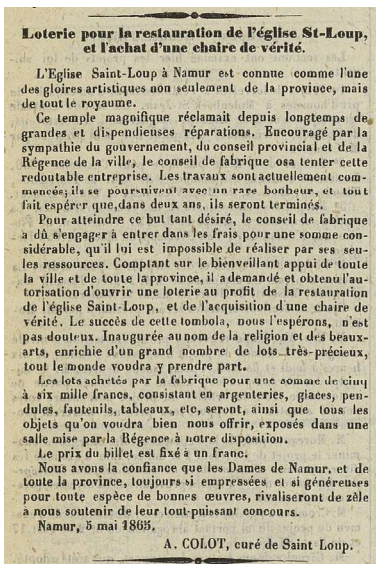 Loterie pour la restauration de l'église St-Loup,
et l'achat d'une chaire de vérité.
L'Eglise Saint-Loup à Namur est connue comme l'une
des gloires artistiques non seulement de la province, mais
de tout le royaume.
Ce temple magnifique réclamait depuis longtemps de
grandes et dispendieuses réparations. Encouragé par la
sympathie du gouvernement, du conseil provincial et de la
Régence de la ville, le conseil de fabrique osa tenter cette
redoutable entreprise. Les travaux sont actuellement com-
mencés; ils se poursuivent avec un rare bonheur, et tout
fait espérer que, dans deux ans, ils seront terminés.
Pour atteindre ce but tant désiré, le conseil de fabrique
a dû s'engager à entrer dans les frais pour une somme con-
sidérable, qu'il lui est impossible de réaliser par ses seu-
les ressources. Comptant sur le bienveillant appui de toute
la ville et de toute la province, il a demandé et obtenu l'au-
torisation d'ouvrir une loterie au profit de la restauration
de l'église Saint-Loup, et de l'acquisition d'une chaire de
vérité. Le succès de cette tombola, nous l'espérons, n'est
pas douteux. Inaugurée au nom de la religion et des beaux-
arts, enrichie d'un grand nombre de lots très-précieux,
tout le monde voudra y prendre part.
Les lots achetés par la fabrique pour une somme de cinq
à six mille francs, consistant en argenteries, glaces, pen-
dules, fauteuils, tableaux, etc, seront, ainsi que tous les
objets qu'on voudra bien nous offrir, exposés dans une
salle mise par la Régence à notre disposition.
Le prix du billet est fixé à un franc.
Nous avons la confiance que les Dames de Namur, et de
toute la province, toujours si empressées et si généreuses
pour toute espèce de bonnes œuvres, rivaliseront de zèle
à nous soutenir de leur tout-puissant concours.
Namur, 5 mai 1865.
A. COLOT, curé de Saint Loup.